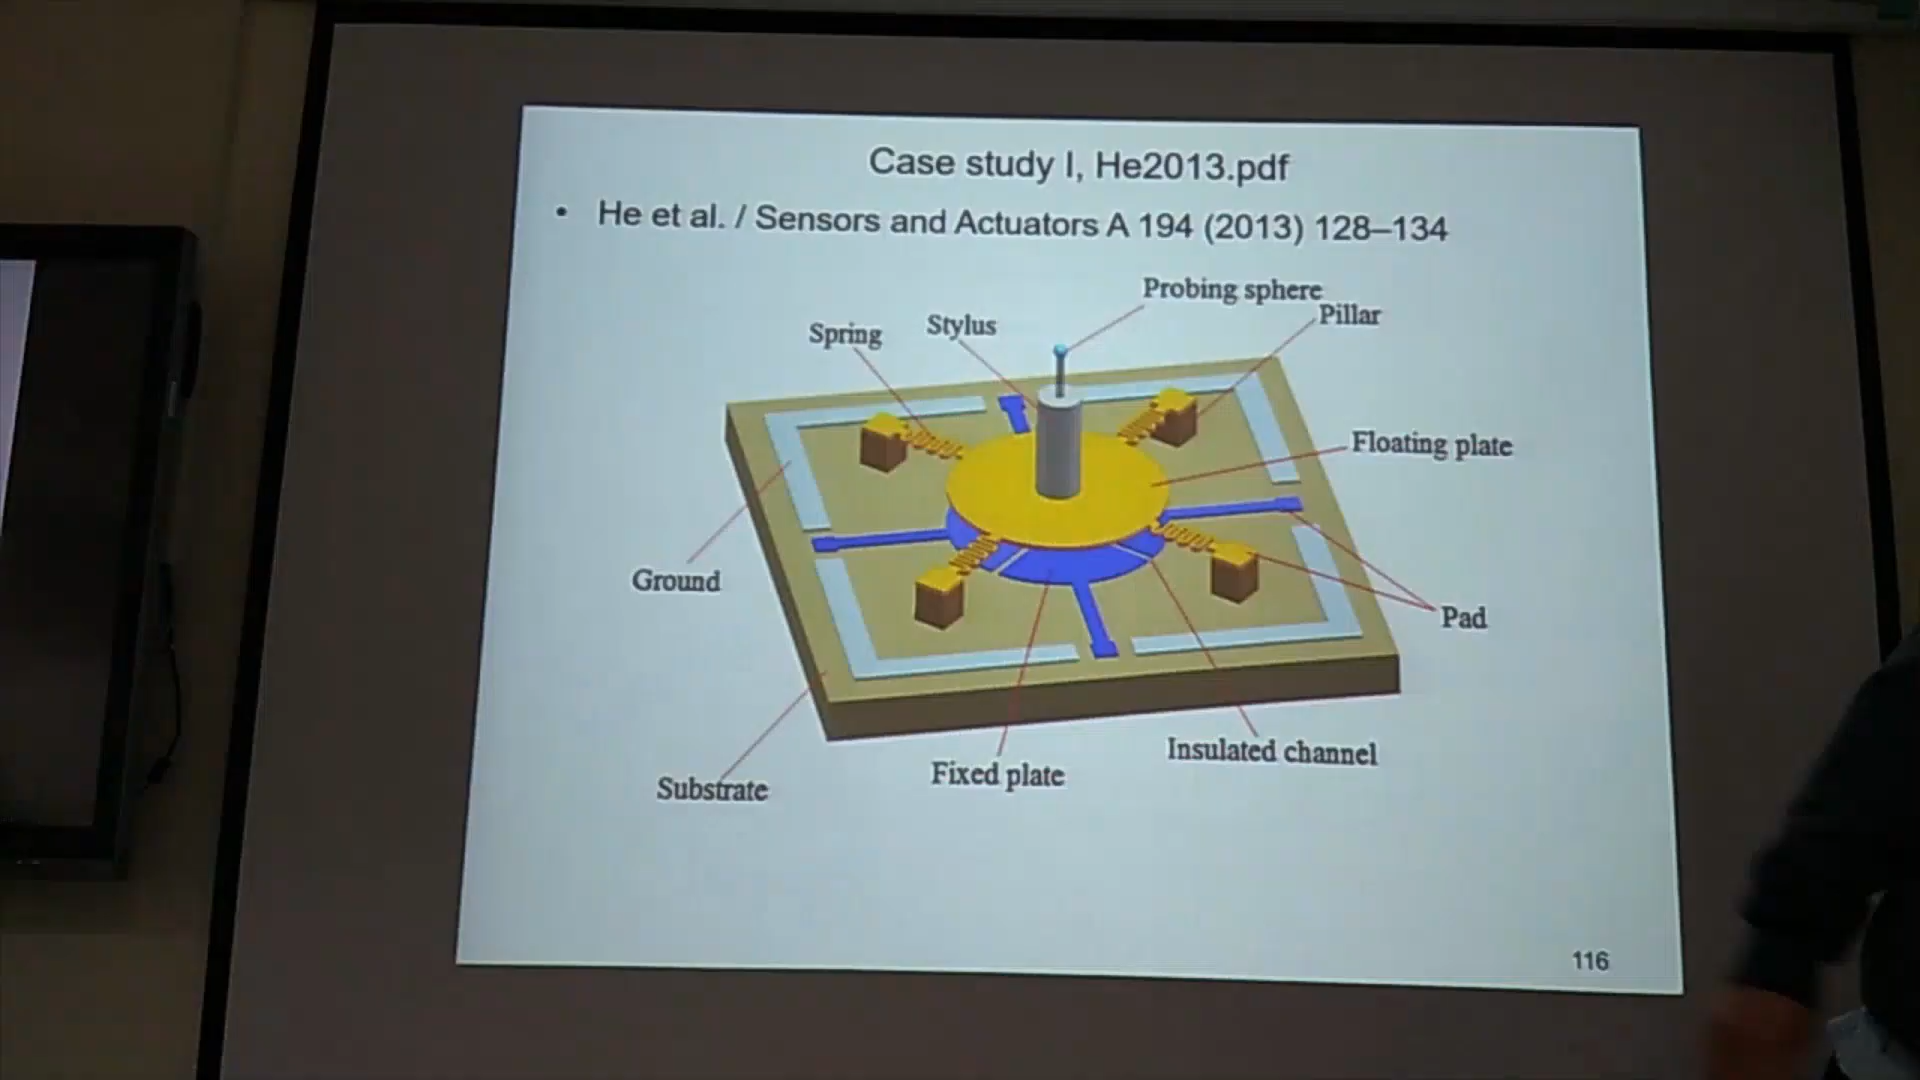 Case study I, He2013.pdf
• He et al. / Sensors and Actuators A 194 (2013) 128–134
Probing sphere
Pillar
Stylus
Spring
Floating plate
Ground
Pad
Insulated channel
Fixed plate
Substrate
116